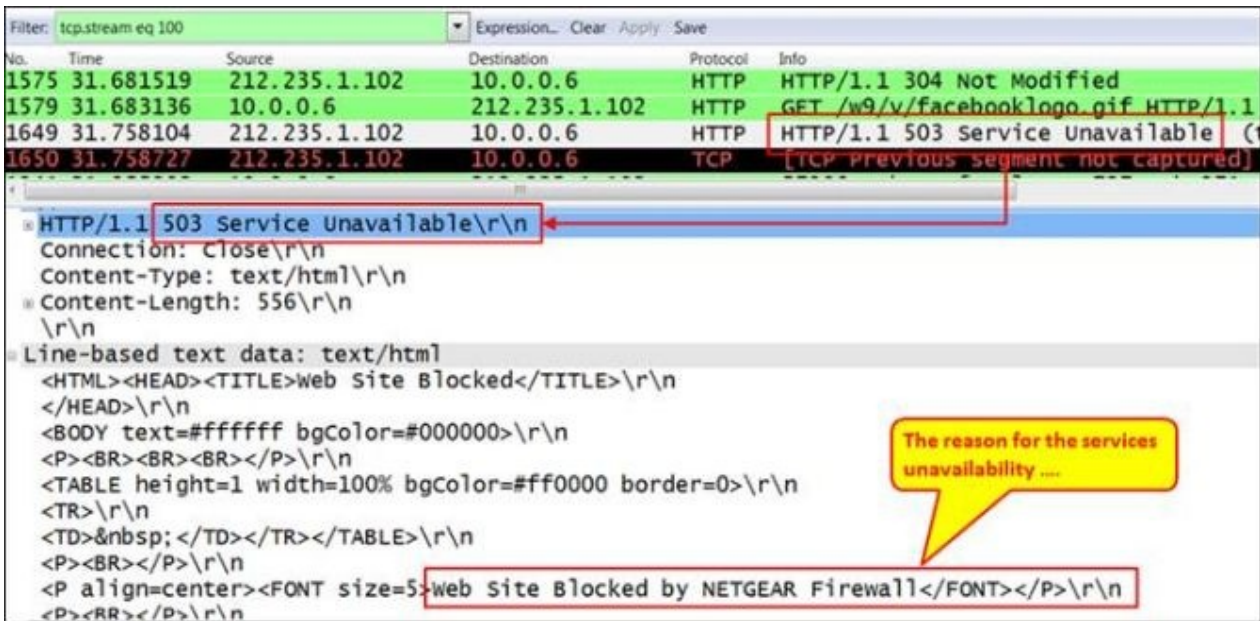 Filter: tcp.stream eq 100 Expression... Clear Apply Save
No. Time Source Destination Protocol Info
1575 31.681519 212.235.1.102 10.0.0.6 HTTP HTTP/1.1 304 Not Modified
1579 31.683136 10.0.0.6 212.235.1.102 HTTP GET /w9/v/facebooklogo.gif HTTP/1.1
1649 31.758104 212.235.1.102 10.0.0.6 HTTP HTTP/1.1 503 Service Unavailable (
1650 31.758727 212.235.1.102 10.0.0.6 TCP [TCP Previous segment not captured]
HTTP/1.1 503 Service Unavailable\r\n
Connection: Close\r\n
Content-Type: text/html\r\n
Content-Length: 556\r\n
\r\n
Line-based text data: text/html
<HTML><HEAD><TITLE>Web Site Blocked</TITLE>\r\n
</HEAD>\r\n
<BODY text=#ffffff bgColor=#000000>\r\n
<P><BR><BR><BR></P>\r\n
<TABLE height=1 width=100% bgColor=#ff0000 border=0>\r\n
<TR>\r\n
<TD>&nbsp;</TD></TR></TABLE>\r\n
<P><BR></P>\r\n
<P align=center><FONT size=5>Web Site Blocked by NETGEAR Firewall</FONT></P>\r\n
<P><BR></P>\r\n
The reason for the services
unavailability ....